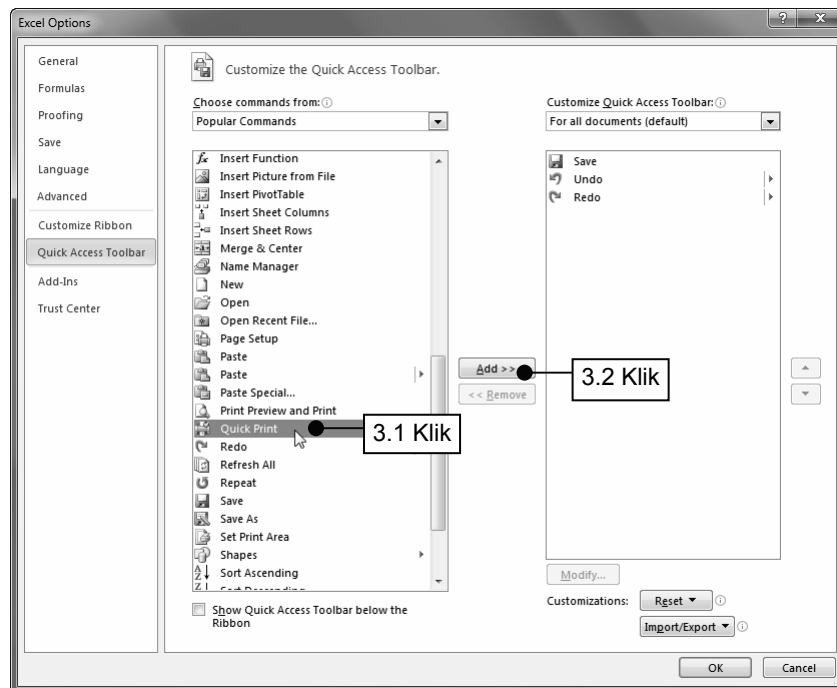 Excel Options
General
Formulas
Proofing
Save
Language
Advanced
Customize Ribbon
Quick Access Toolbar
Add-Ins
Trust Center
Customize the Quick Access Toolbar.
Choose commands from:
Popular Commands
Insert Function
Insert Picture from File
Insert PivotTable
Insert Sheet Columns
Insert Sheet Rows
Merge & Center
Name Manager
New
Open
Open Recent File...
Page Setup
Paste
Paste
Paste Special...
Print Preview and Print
Quick Print
Redo
Refresh All
Repeat
Save
Save As
Set Print Area
Shapes
Sort Ascending
Sort Descending
Show Quick Access Toolbar below the
Ribbon
3.1 Klik
Add >>
<< Remove
3.2 Klik
Customize Quick Access Toolbar:
For all documents (default)
Save
Undo
Redo
Modify...
Customizations: Reset
Import/Export
OK Cancel